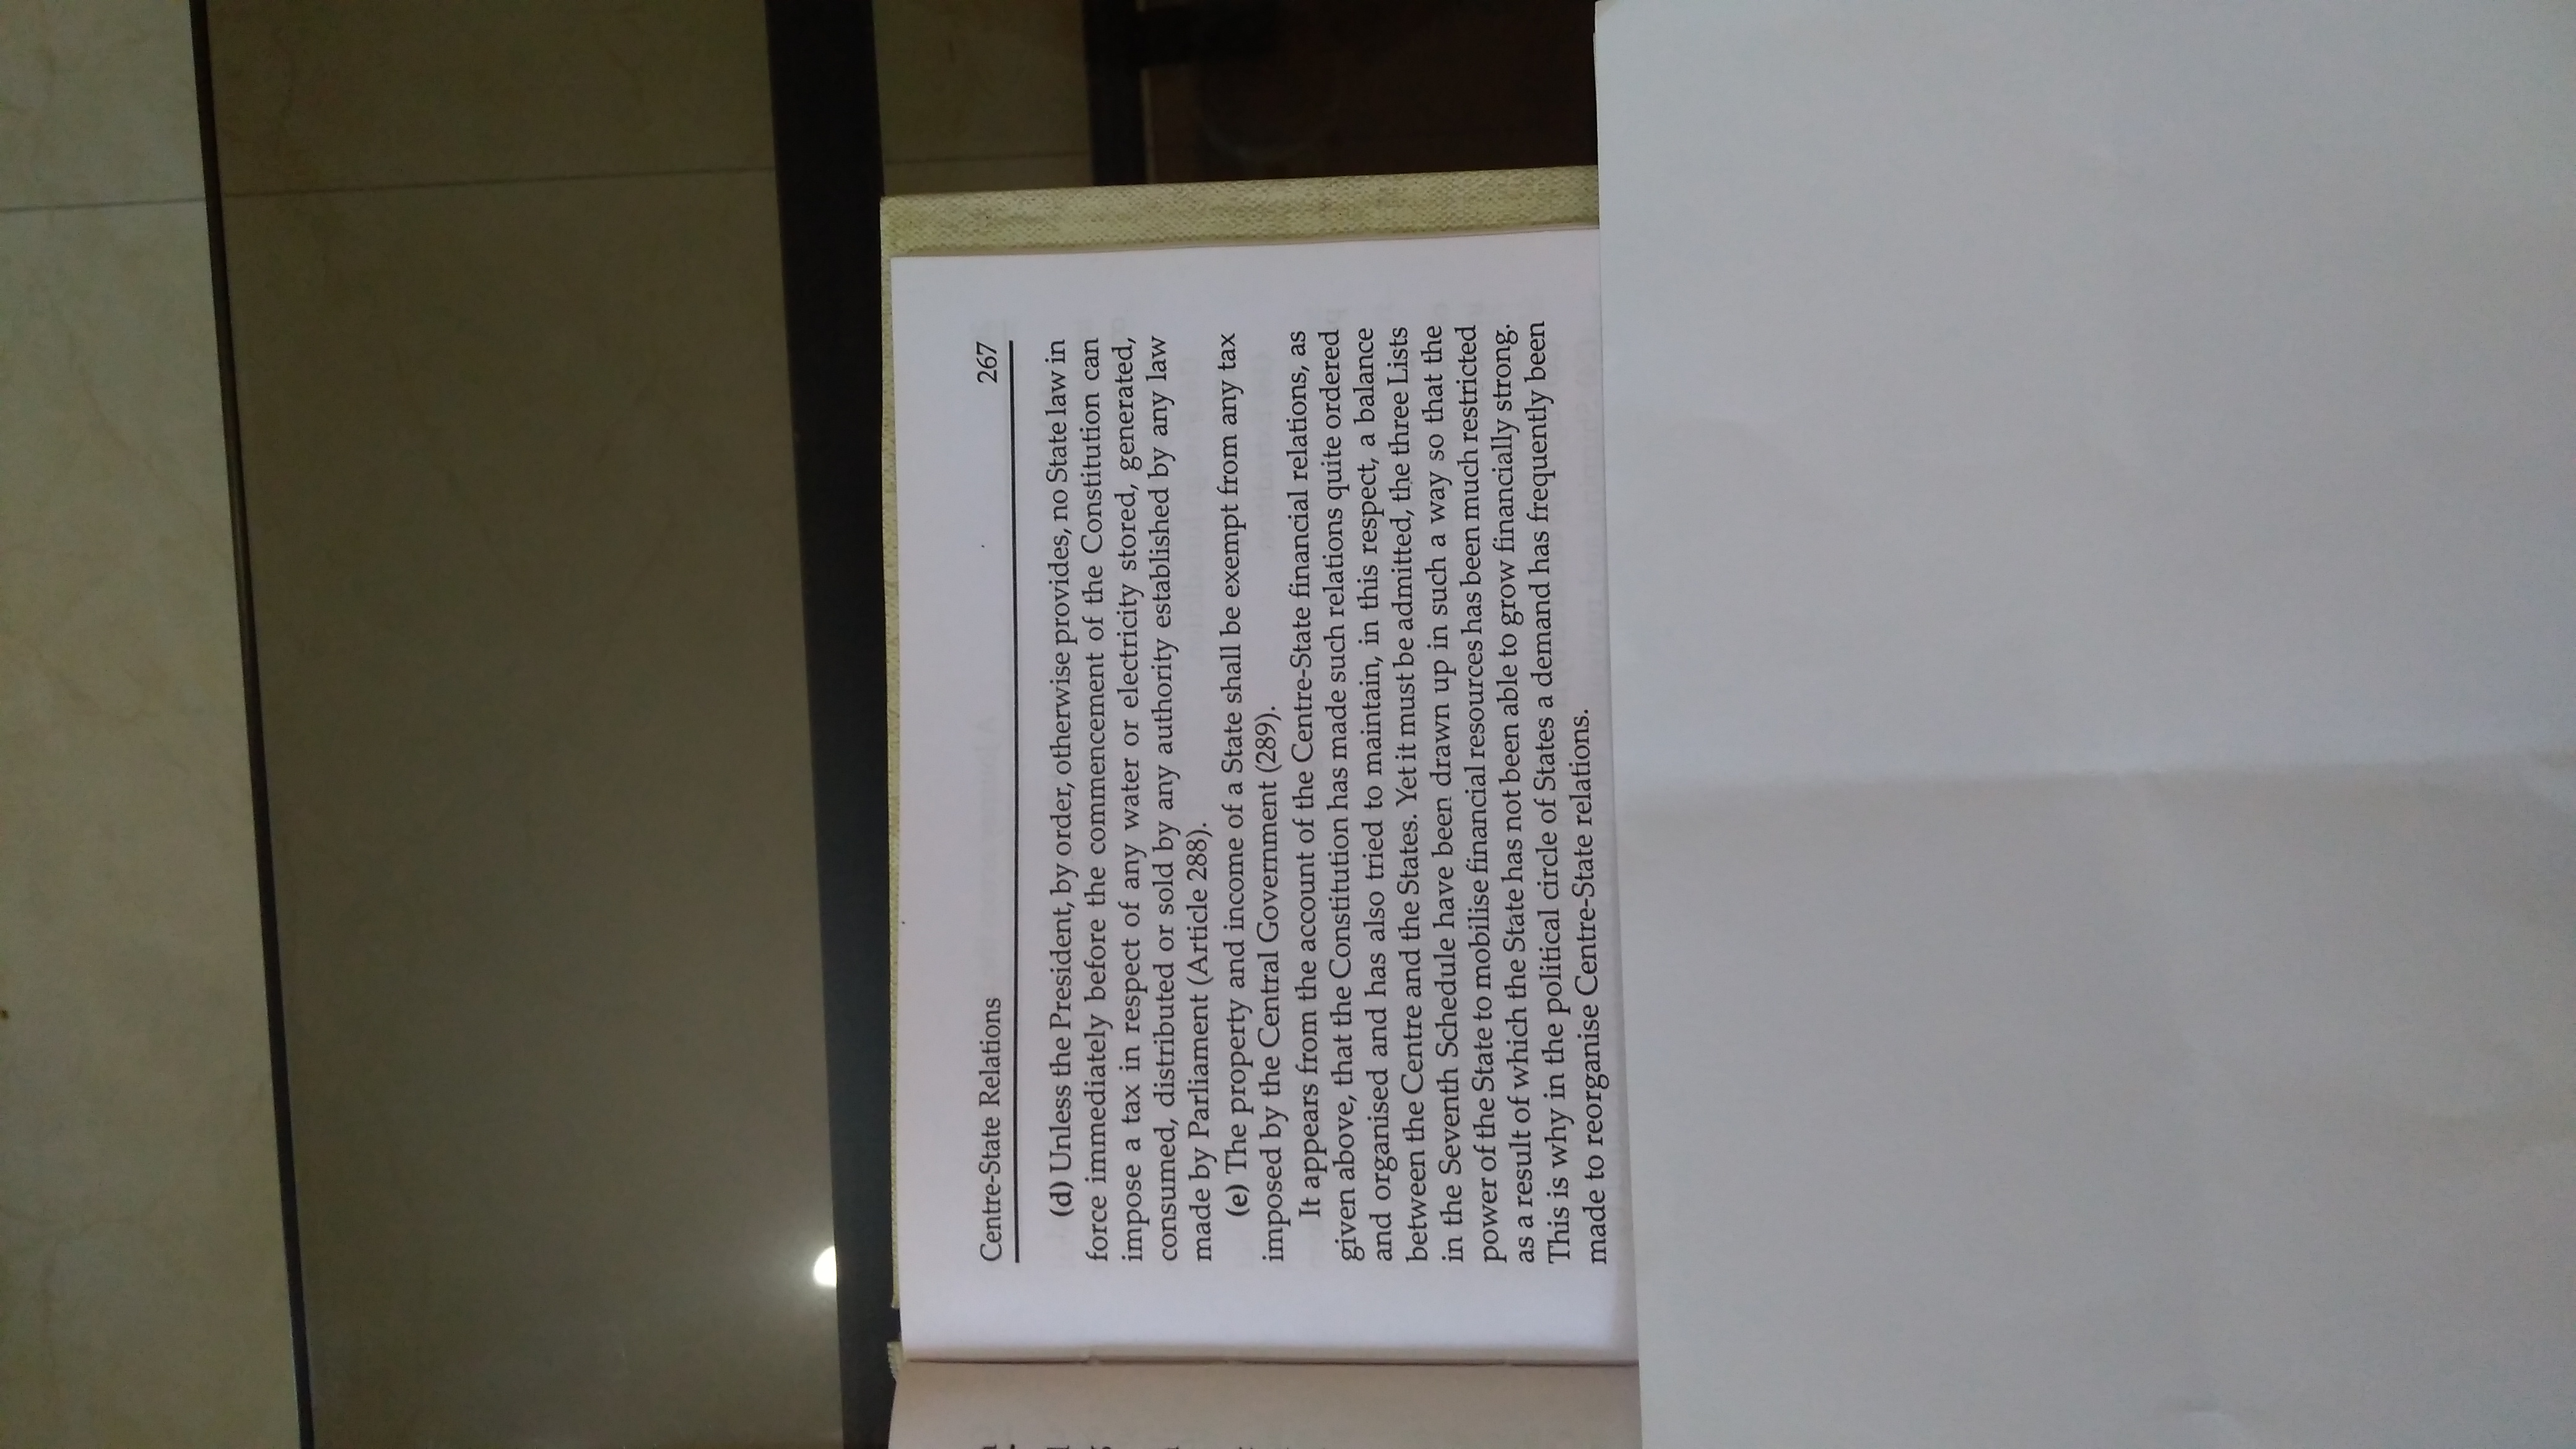 Centre-State Relations 267
(d) Unless the President, by order, otherwise provides, no State law in
force immediately before the commencement of the Constitution can
impose a tax in respect of any water or electricity stored, generated,
consumed, distributed or sold by any authority established by any law
made by Parliament (Article 288).
(e) The property and income of a State shall be exempt from any tax
imposed by the Central Government (289).
It appears from the account of the Centre-State financial relations, as
given above, that the Constitution has made such relations quite ordered
and organised and has also tried to maintain, in this respect, a balance
between the Centre and the States. Yet it must be admitted, the three Lists
in the Seventh Schedule have been drawn up in such a way so that the
power of the State to mobilise financial resources has been much restricted
as a result of which the State has not been able to grow financially strong.
This is why in the political circle of States a demand has frequently been
made to reorganise Centre-State relations.